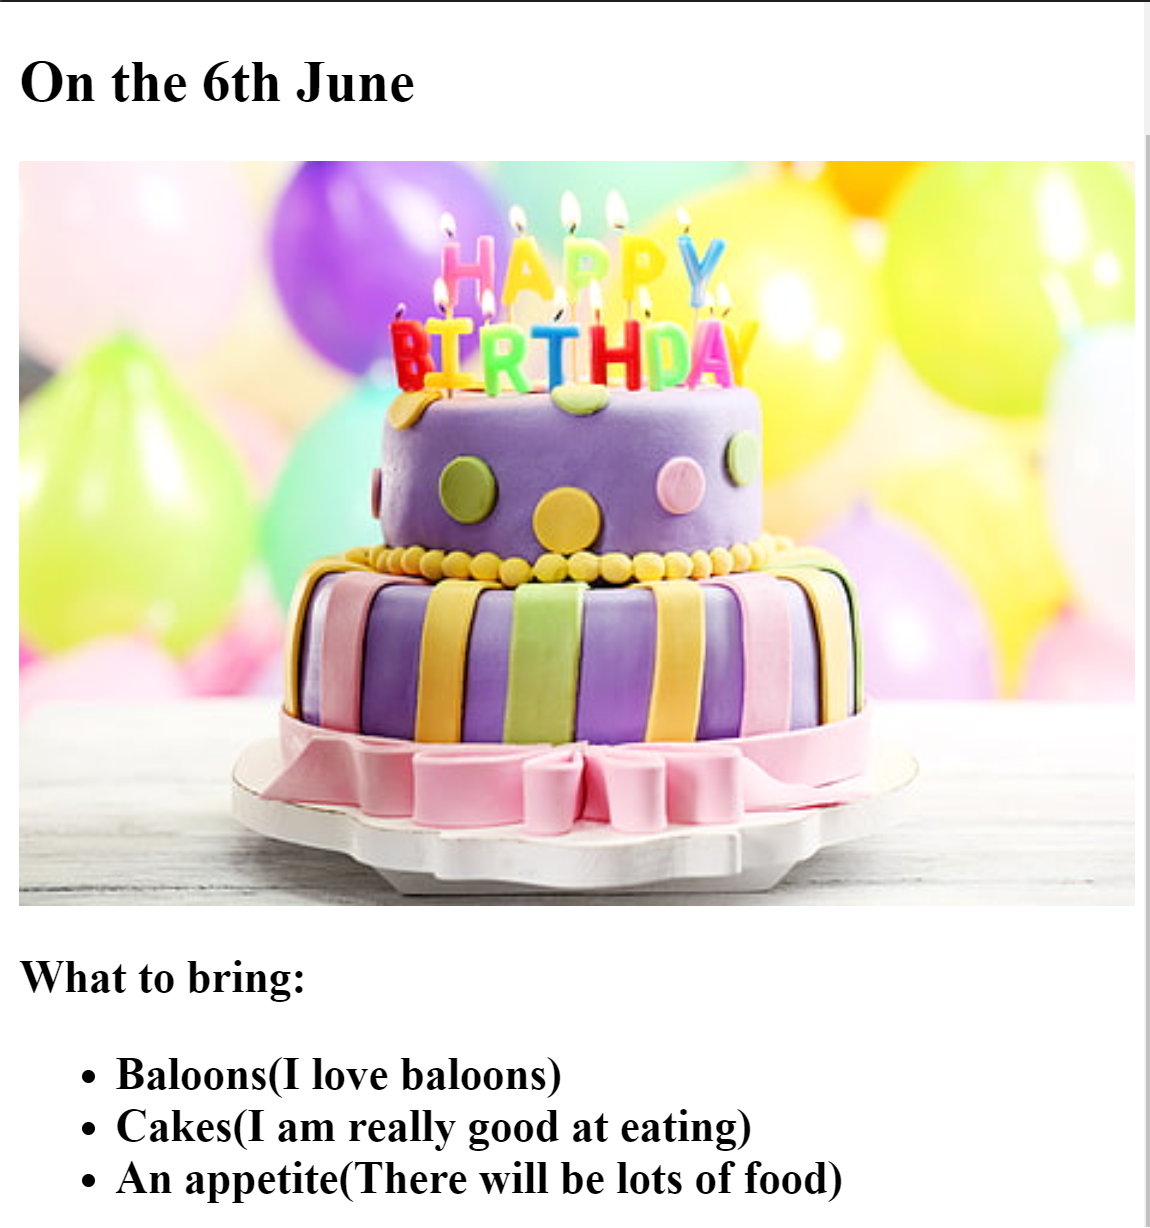 On the 6th June
HAPPY
BIRTHDAY
What to bring:
• Baloons(I love baloons)
• Cakes(I am really good at eating)
• An appetite(There will be lots of food)